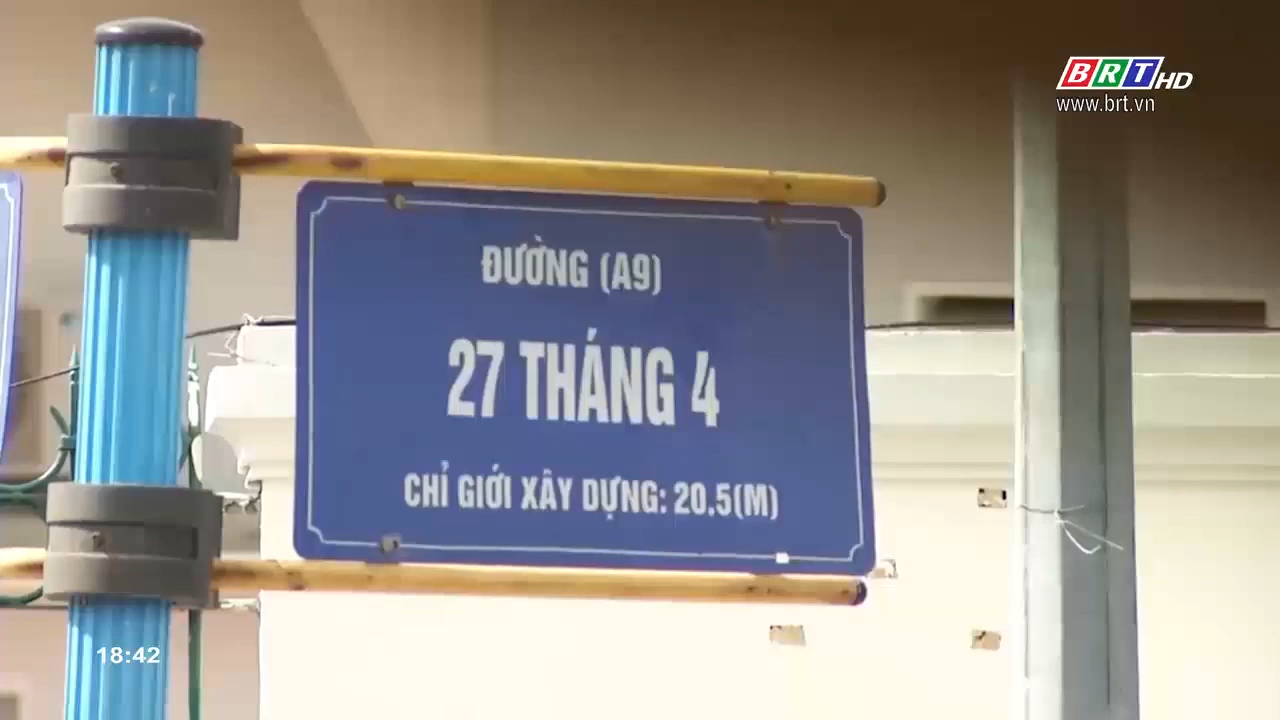 BRT HD
www.brt.vn
ĐƯỜNG (A9)
27 THÁNG 4
CHỈ GIỚI XÂY DỰNG: 20.5(M)
18:42